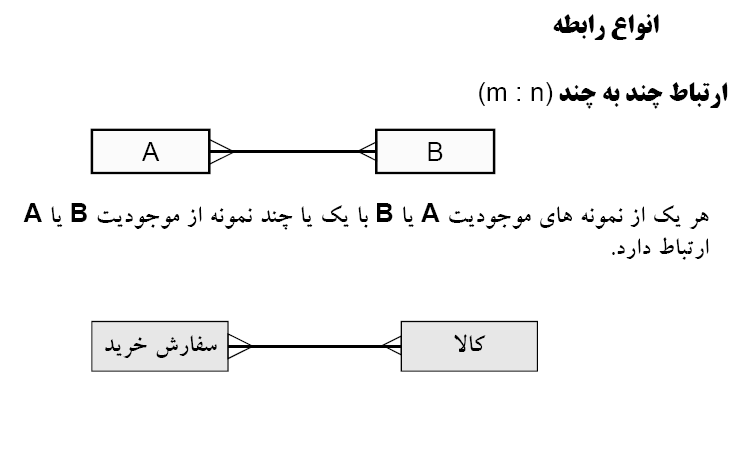 انواع رابطه
ارتباط چند به چند (m : n)
A
B
هر یک از نمونه های موجودیت A یا B با یک یا چند نمونه از موجودیت B یا A
ارتباط دارد.
سفارش خرید
کالا